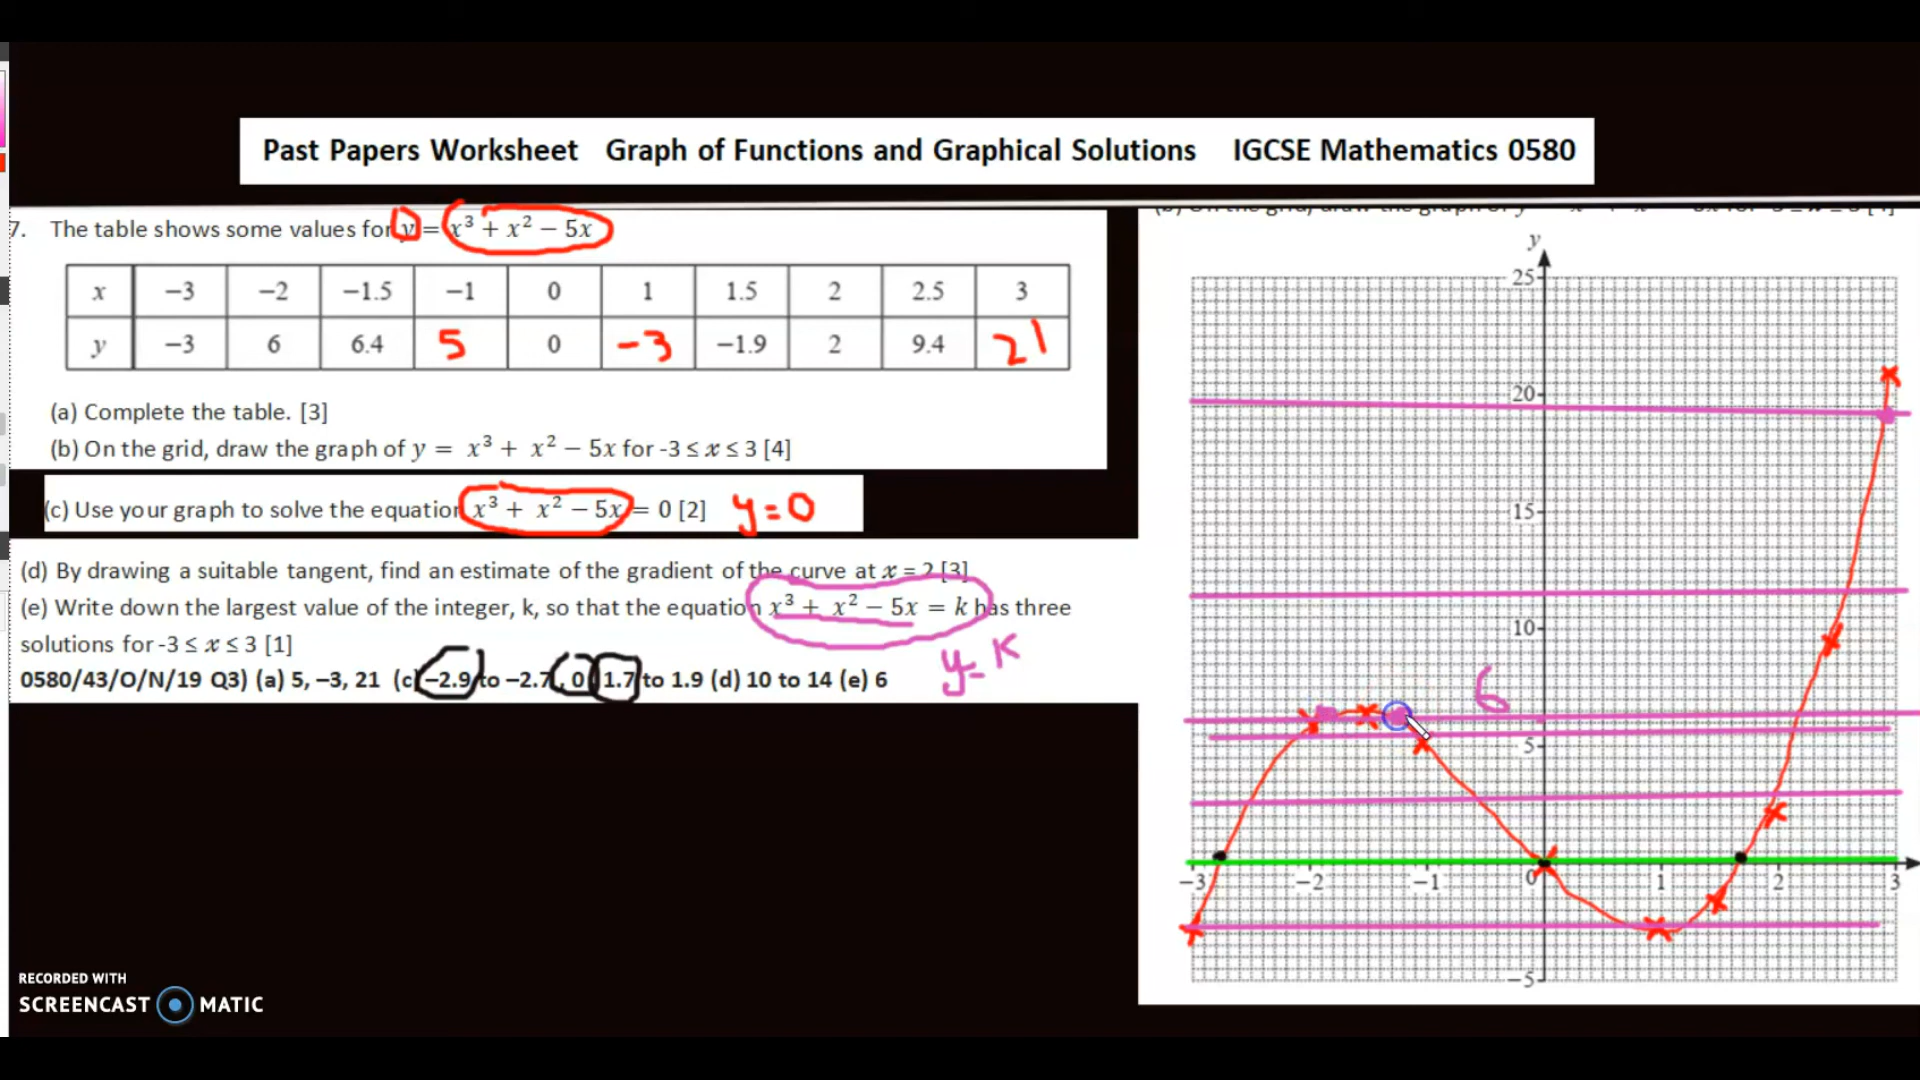 Past Papers Worksheet Graph of Functions and Graphical Solutions IGCSE Mathematics 0580
7. The table shows some values for y = x³ + x² − 5x
x −3 −2 −1.5 −1 0 1 1.5 2 2.5 3
y −3 6 6.4 5 0 −3 −1.9 2 9.4 21
(a) Complete the table. [3]
(b) On the grid, draw the graph of y = x³ + x² − 5x for -3 ≤ x ≤ 3 [4]
(c) Use your graph to solve the equation x³ + x² − 5x = 0 [2] y=0
(d) By drawing a suitable tangent, find an estimate of the gradient of the curve at x = 2 [3]
(e) Write down the largest value of the integer, k, so that the equation x³ + x² − 5x = k has three
solutions for -3 ≤ x ≤ 3 [1]
y=K
0580/43/O/N/19 Q3) (a) 5, −3, 21 (c) −2.9 to −2.7, 0, 1.7 to 1.9 (d) 10 to 14 (e) 6
y
25
20
15
10
6
5
−3 −2 −1 0 1 2 3
−5
RECORDED WITH
SCREENCAST MATIC